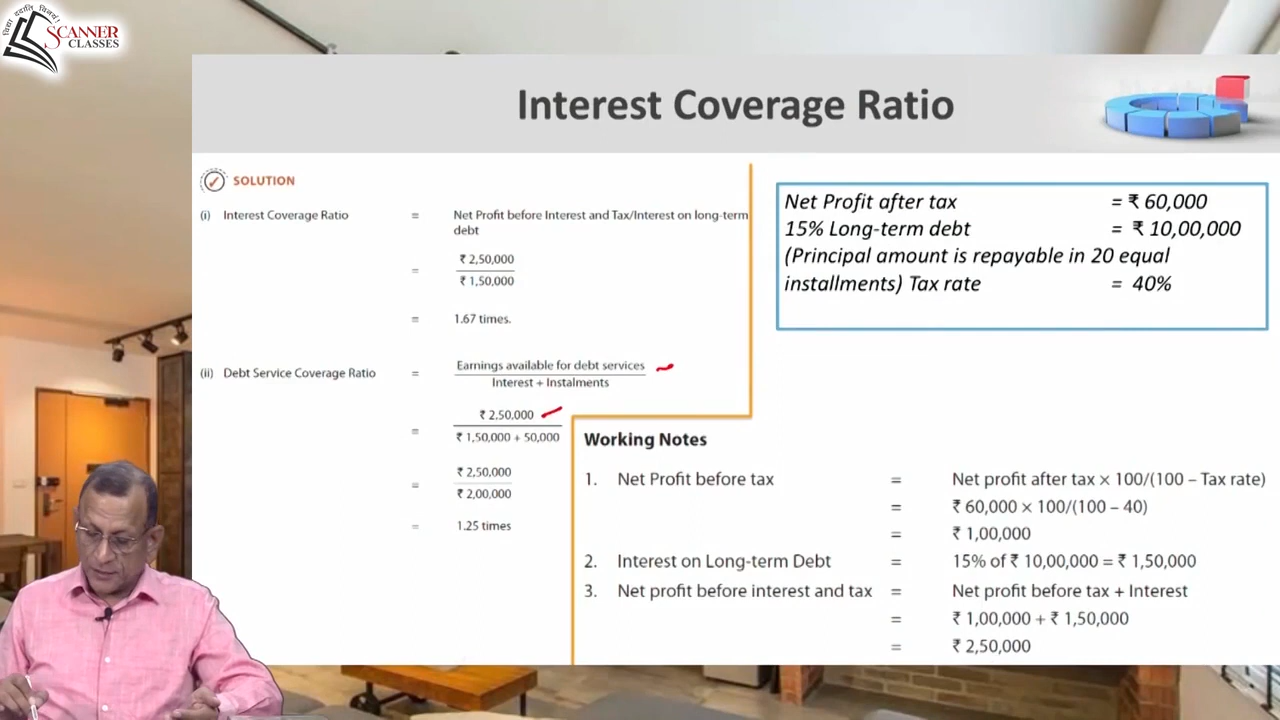 विद्या ददाति विनयं।
SCANNER
CLASSES
Interest Coverage Ratio
SOLUTION
(i) Interest Coverage Ratio = Net Profit before Interest and Tax/Interest on long-term
debt
= ₹ 2,50,000
₹ 1,50,000
= 1.67 times.
(ii) Debt Service Coverage Ratio = Earnings available for debt services
Interest + Instalments
= ₹ 2,50,000
₹ 1,50,000 + 50,000
= ₹ 2,50,000
₹ 2,00,000
= 1.25 times
Net Profit after tax = ₹ 60,000
15% Long-term debt = ₹ 10,00,000
(Principal amount is repayable in 20 equal
installments) Tax rate = 40%
Working Notes
1. Net Profit before tax = Net profit after tax × 100/(100 – Tax rate)
= ₹ 60,000 × 100/(100 – 40)
= ₹ 1,00,000
2. Interest on Long-term Debt = 15% of ₹ 10,00,000 = ₹ 1,50,000
3. Net profit before interest and tax = Net profit before tax + Interest
= ₹ 1,00,000 + ₹ 1,50,000
= ₹ 2,50,000